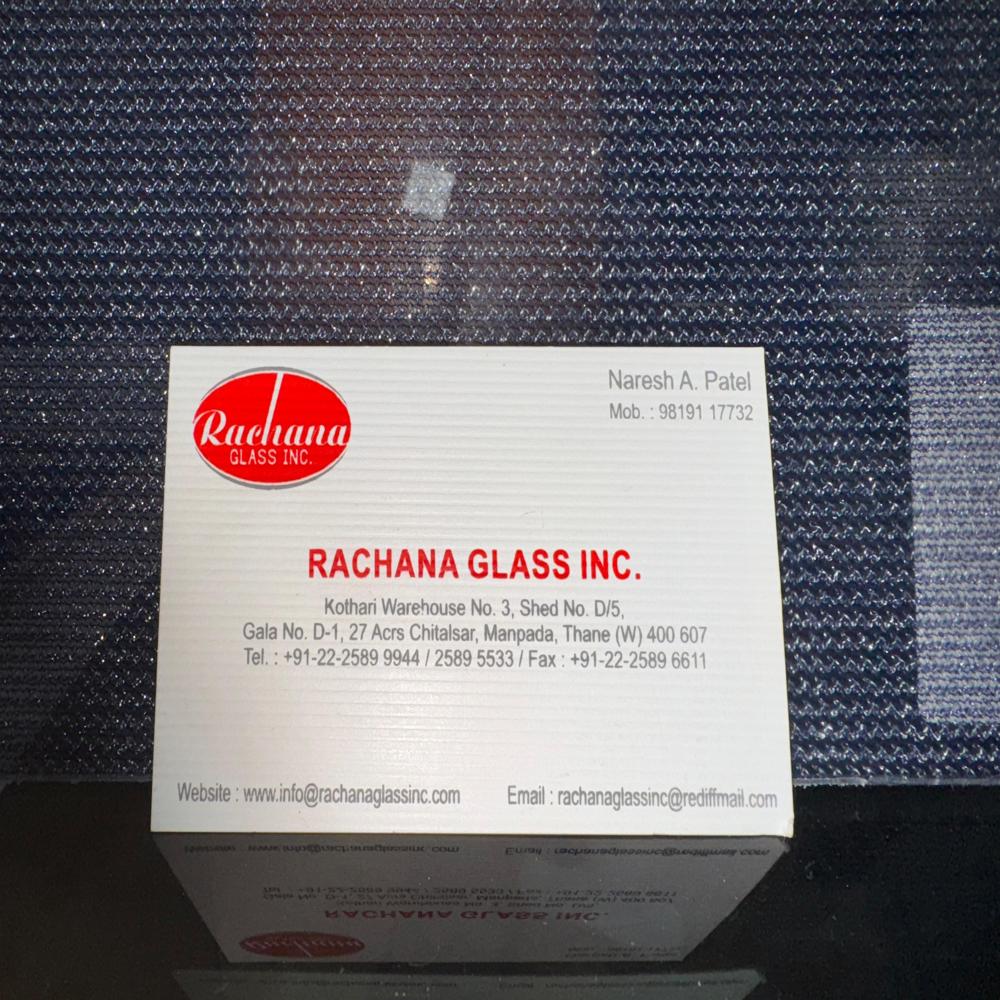 Rachana
GLASS INC.
Naresh A. Patel
Mob. : 98191 17732
RACHANA GLASS INC.
Kothari Warehouse No. 3, Shed No. D/5,
Gala No. D-1, 27 Acrs Chitalsar, Manpada, Thane (W) 400 607
Tel. : +91-22-2589 9944 / 2589 5533 / Fax : +91-22-2589 6611
Website : www.info@rachanaglassinc.com
Email : rachanaglassinc@rediffmail.com